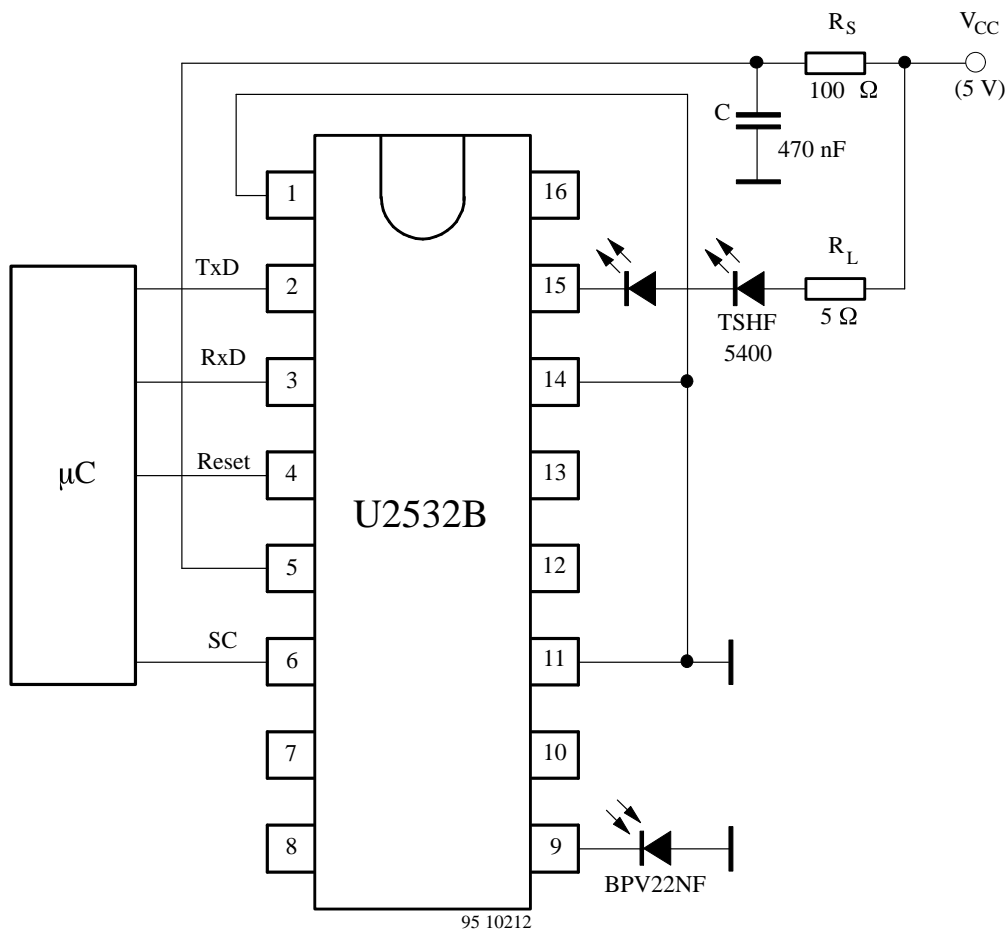 R_S
V_CC
100 Ω
(5 V)
C
470 nF
1
16
TxD
2
15
R_L
TSHF
5400
5 Ω
RxD
3
14
µC
Reset
4
13
U2532B
5
12
SC
6
11
7
10
8
9
BPV22NF
95 10212